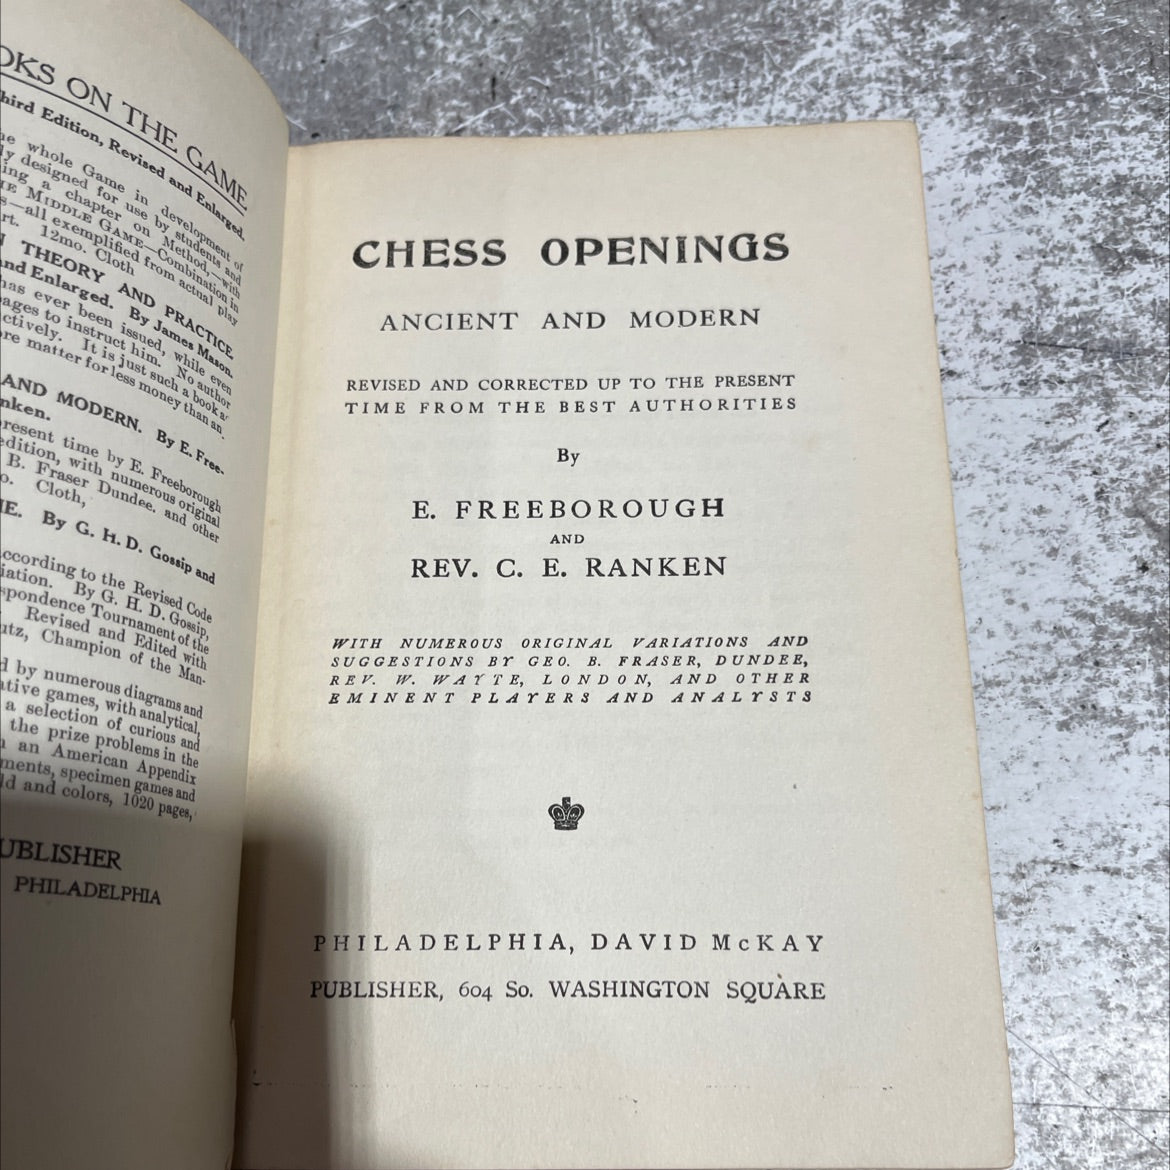 OKS ON THE GAME
hird Edition, Revised and Enlarged.
e whole Game in development of
ly designed for use by students and
ing a chapter on Method,—with
E MIDDLE GAME—Combination in
s—all exemplified from actual play
rt. 12mo. Cloth
THEORY AND PRACTICE.
nd Enlarged. By James Mason.
has ever been issued, while even
ages to instruct him. No author
ctively. It is just such a book
ore matter for less money than an
AND MODERN. By E. Free-
nken.
resent time by E. Freeborough
edition, with numerous original
B. Fraser Dundee, and other
o. Cloth,
E. By G. H. D. Gossip and
ccording to the Revised Code
iation. By G. H. D. Gossip,
spondence Tournament of the
Revised and Edited with
utz, Champion of the Man-
d by numerous diagrams and
ative games, with analytical,
a selection of curious and
the prize problems in the
an American Appendix
ments, specimen games and
ld and colors, 1020 pages,
UBLISHER
PHILADELPHIA
CHESS OPENINGS
ANCIENT AND MODERN
REVISED AND CORRECTED UP TO THE PRESENT
TIME FROM THE BEST AUTHORITIES
By
E. FREEBOROUGH
AND
REV. C. E. RANKEN
WITH NUMEROUS ORIGINAL VARIATIONS AND
SUGGESTIONS BY GEO. B. FRASER, DUNDEE,
REV. W. WAYTE, LONDON, AND OTHER
EMINENT PLAYERS AND ANALYSTS
PHILADELPHIA, DAVID McKAY
PUBLISHER, 604 So. WASHINGTON SQUARE